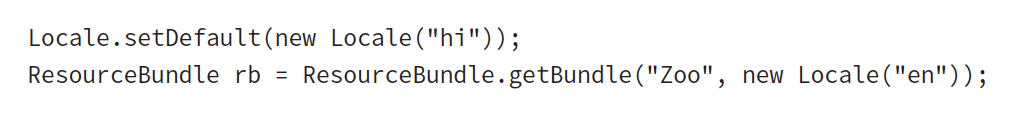 Locale.setDefault(new Locale("hi"));
ResourceBundle rb = ResourceBundle.getBundle("Zoo", new Locale("en"));